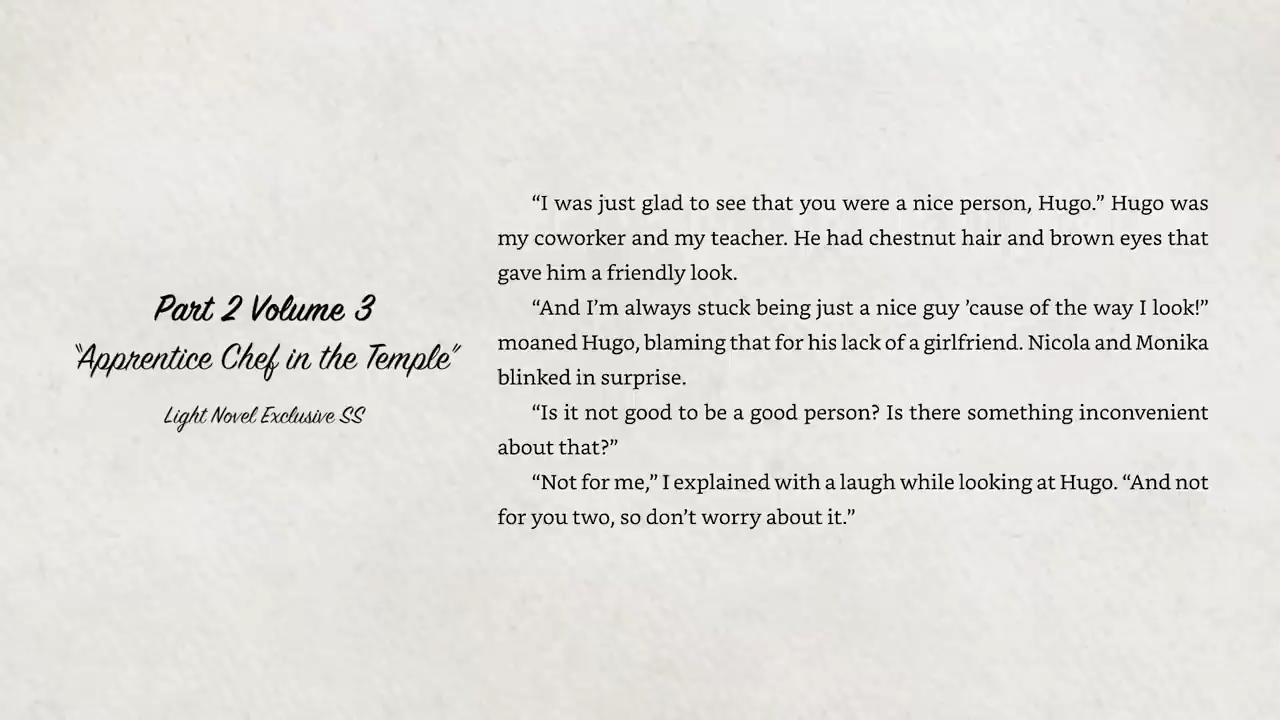 Part 2 Volume 3
“Apprentice Chef in the Temple”
Light Novel Exclusive SS
“I was just glad to see that you were a nice person, Hugo.” Hugo was
my coworker and my teacher. He had chestnut hair and brown eyes that
gave him a friendly look.
“And I’m always stuck being just a nice guy ’cause of the way I look!”
moaned Hugo, blaming that for his lack of a girlfriend. Nicola and Monika
blinked in surprise.
“Is it not good to be a good person? Is there something inconvenient
about that?”
“Not for me,” I explained with a laugh while looking at Hugo. “And not
for you two, so don’t worry about it.”